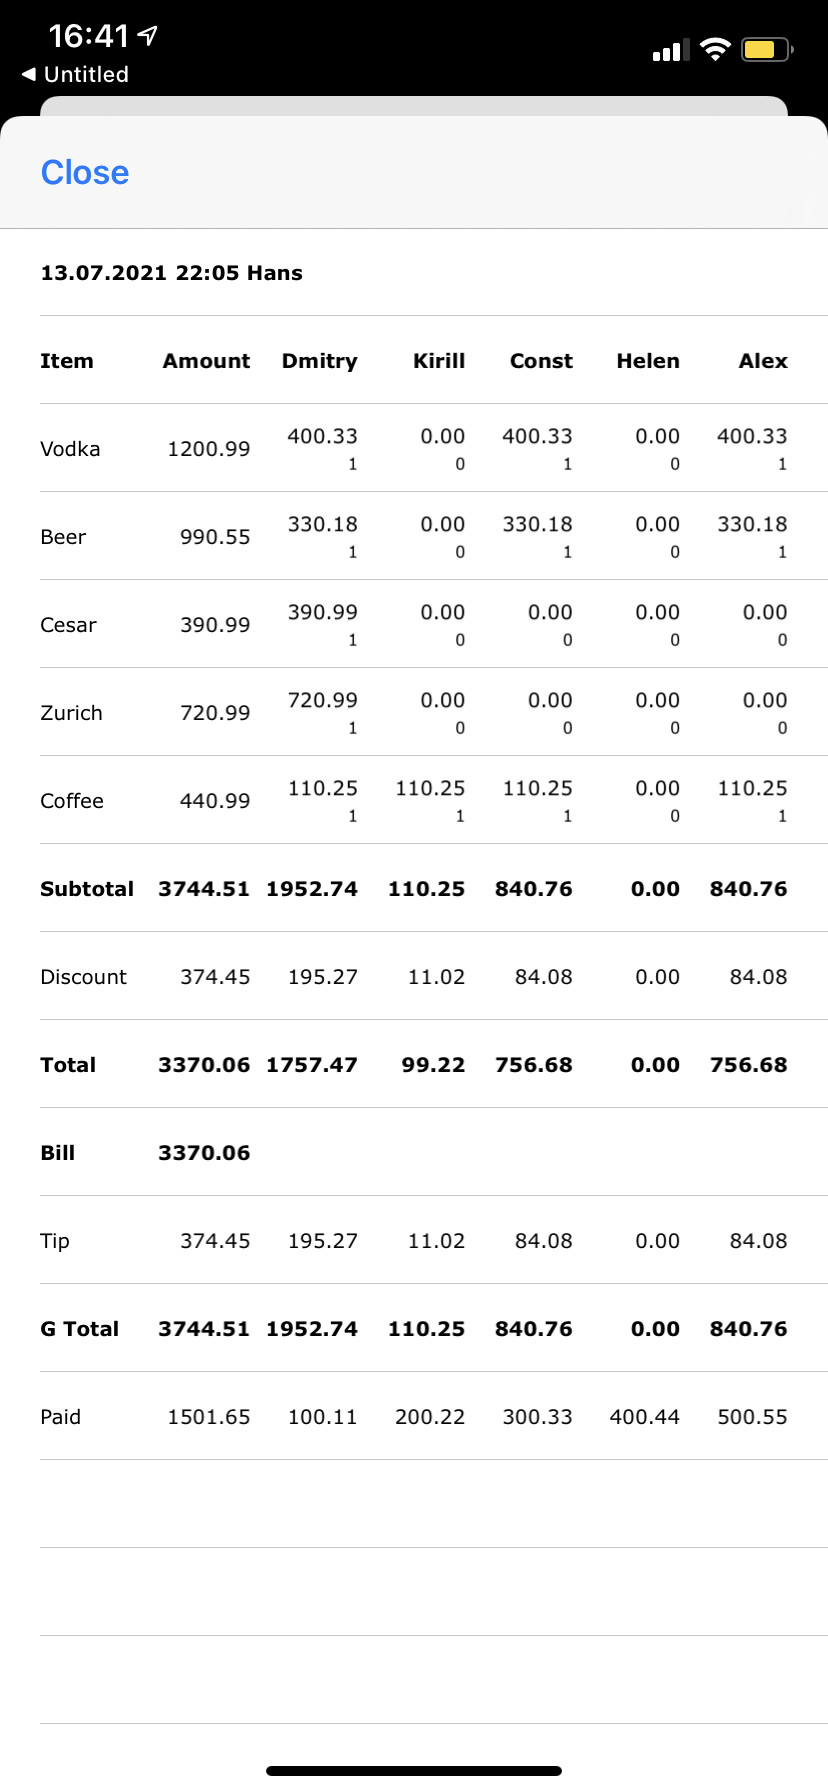 16:41
◀ Untitled
Close
13.07.2021 22:05 Hans
Item Amount Dmitry Kirill Const Helen Alex
Vodka 1200.99 400.33 0.00 400.33 0.00 400.33
1 0 1 0 1
Beer 990.55 330.18 0.00 330.18 0.00 330.18
1 0 1 0 1
Cesar 390.99 390.99 0.00 0.00 0.00 0.00
1 0 0 0 0
Zurich 720.99 720.99 0.00 0.00 0.00 0.00
1 0 0 0 0
Coffee 440.99 110.25 110.25 110.25 0.00 110.25
1 1 1 0 1
Subtotal 3744.51 1952.74 110.25 840.76 0.00 840.76
Discount 374.45 195.27 11.02 84.08 0.00 84.08
Total 3370.06 1757.47 99.22 756.68 0.00 756.68
Bill 3370.06
Tip 374.45 195.27 11.02 84.08 0.00 84.08
G Total 3744.51 1952.74 110.25 840.76 0.00 840.76
Paid 1501.65 100.11 200.22 300.33 400.44 500.55